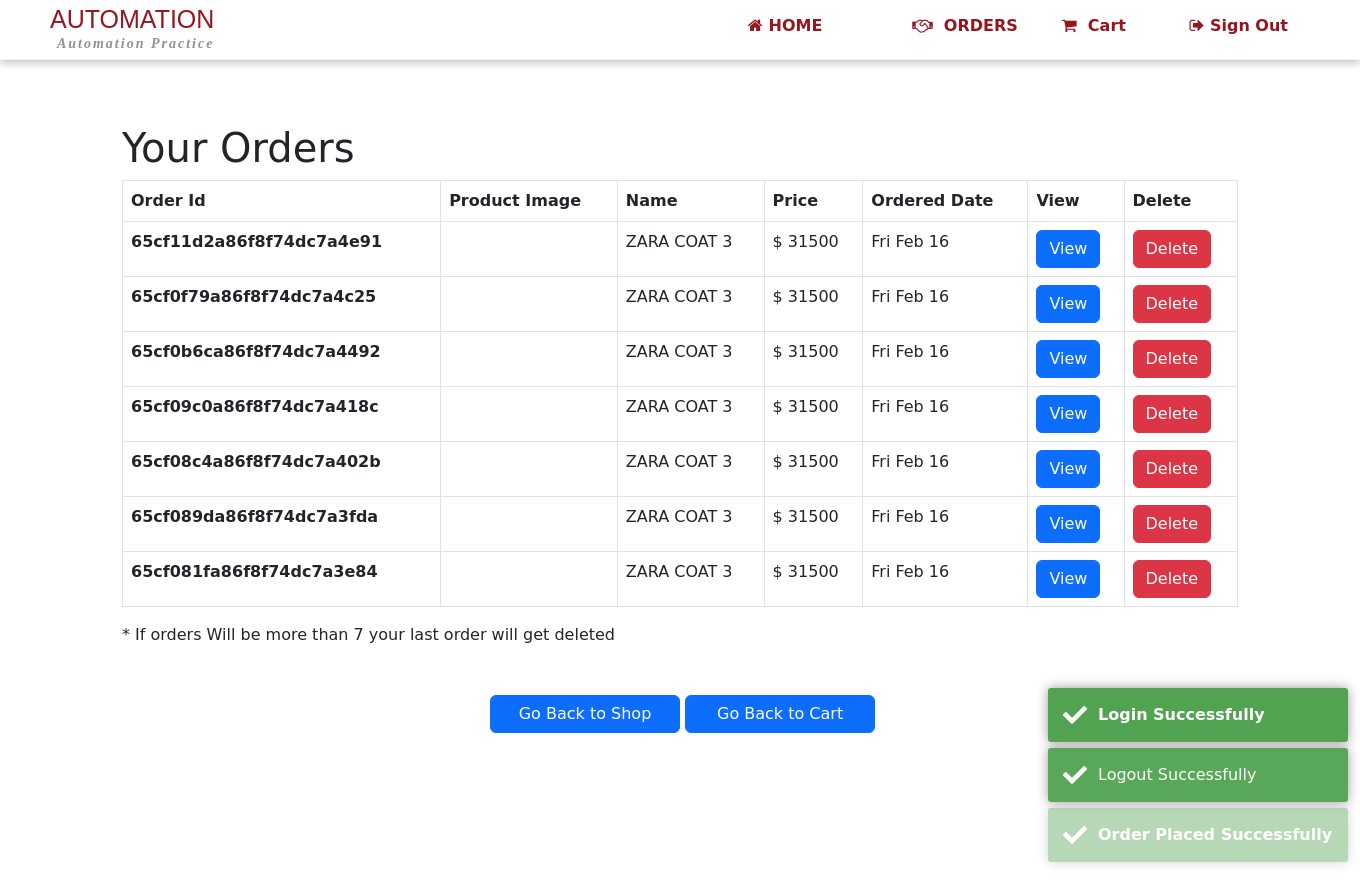 AUTOMATION
Automation Practice
HOME ORDERS Cart Sign Out
Your Orders
Order Id Product Image Name Price Ordered Date View Delete
65cf11d2a86f8f74dc7a4e91 ZARA COAT 3 $ 31500 Fri Feb 16 View Delete
65cf0f79a86f8f74dc7a4c25 ZARA COAT 3 $ 31500 Fri Feb 16 View Delete
65cf0b6ca86f8f74dc7a4492 ZARA COAT 3 $ 31500 Fri Feb 16 View Delete
65cf09c0a86f8f74dc7a418c ZARA COAT 3 $ 31500 Fri Feb 16 View Delete
65cf08c4a86f8f74dc7a402b ZARA COAT 3 $ 31500 Fri Feb 16 View Delete
65cf089da86f8f74dc7a3fda ZARA COAT 3 $ 31500 Fri Feb 16 View Delete
65cf081fa86f8f74dc7a3e84 ZARA COAT 3 $ 31500 Fri Feb 16 View Delete
* If orders Will be more than 7 your last order will get deleted
Go Back to Shop Go Back to Cart
Login Successfully
Logout Successfully
Order Placed Successfully